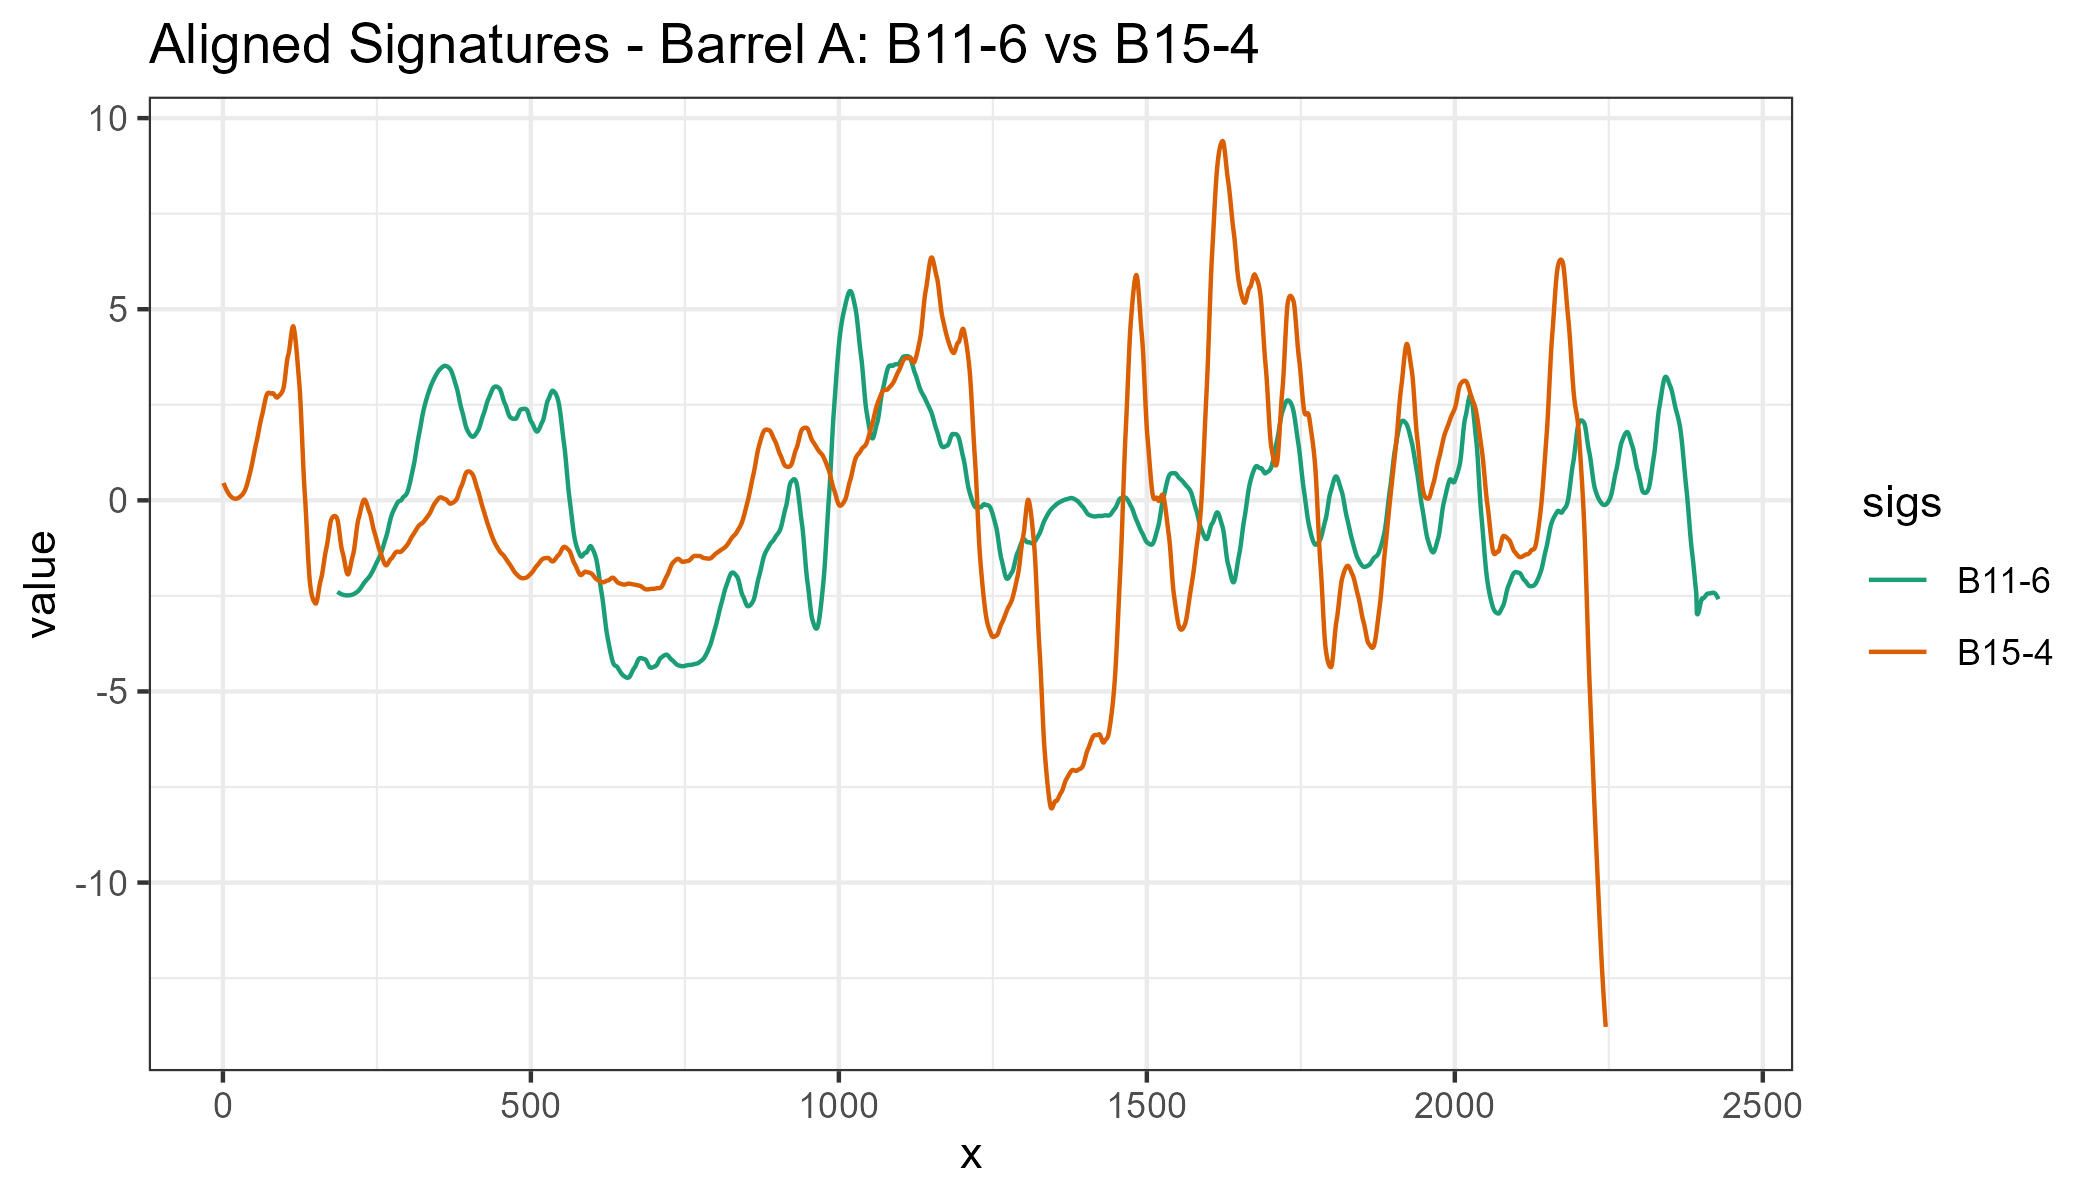 Aligned Signatures - Barrel A: B11-6 vs B15-4
10
5
0
-5
-10
value
0 500 1000 1500 2000 2500
x
sigs
B11-6
B15-4